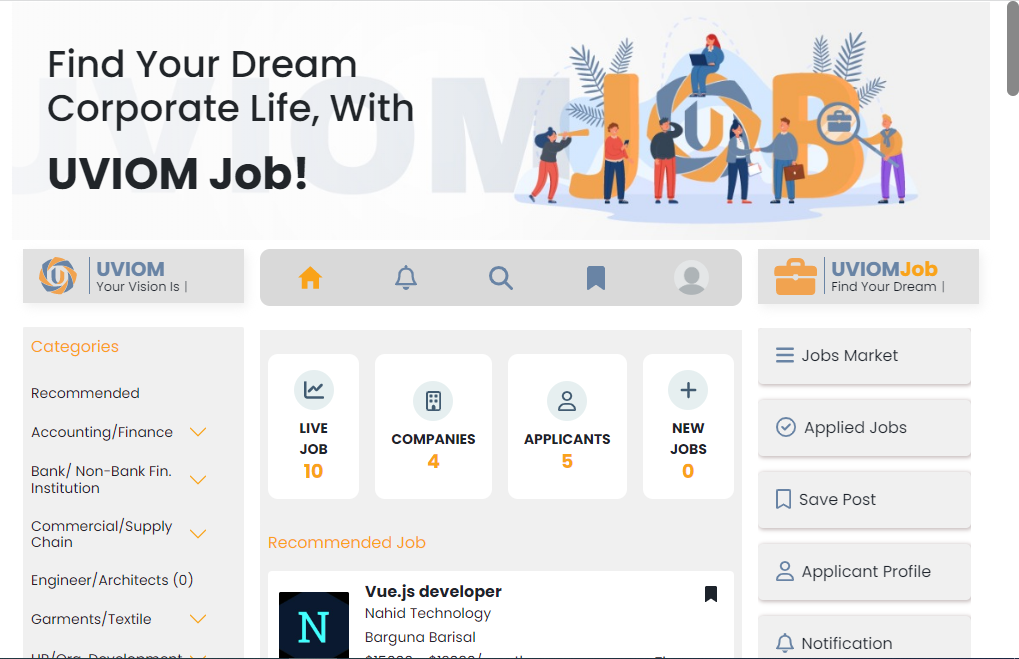 Find Your Dream
Corporate Life, With
UVIOM Job!
UVIOM
JOB
UVIOM
Your Vision Is |
UVIOMJob
Find Your Dream |
Categories
Recommended
Accounting/Finance
Bank/ Non-Bank Fin.
Institution
Commercial/Supply
Chain
Engineer/Architects (0)
Garments/Textile
LIVE
JOB
10
COMPANIES
4
APPLICANTS
5
NEW
JOBS
0
Recommended Job
N
Vue.js developer
Nahid Technology
Barguna Barisal
Jobs Market
Applied Jobs
Save Post
Applicant Profile
Notification